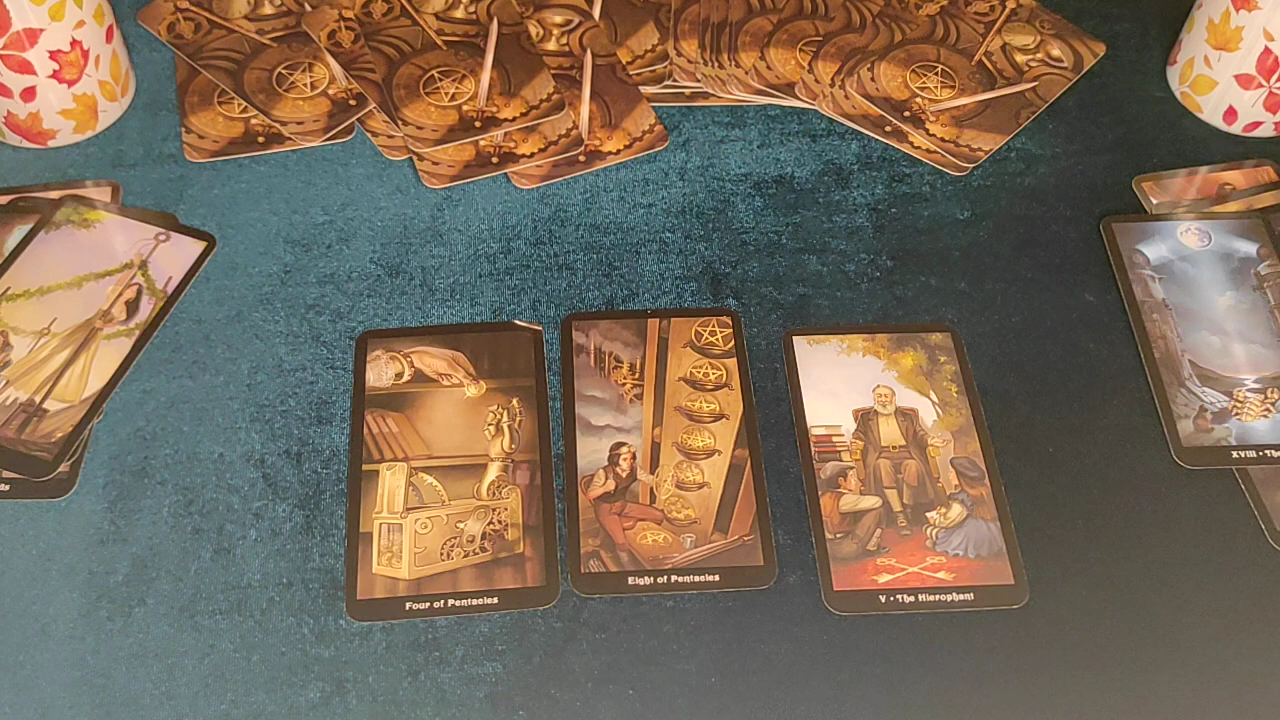 Four of Pentacles
Eight of Pentacles
V • The Hierophant
XVIII • The